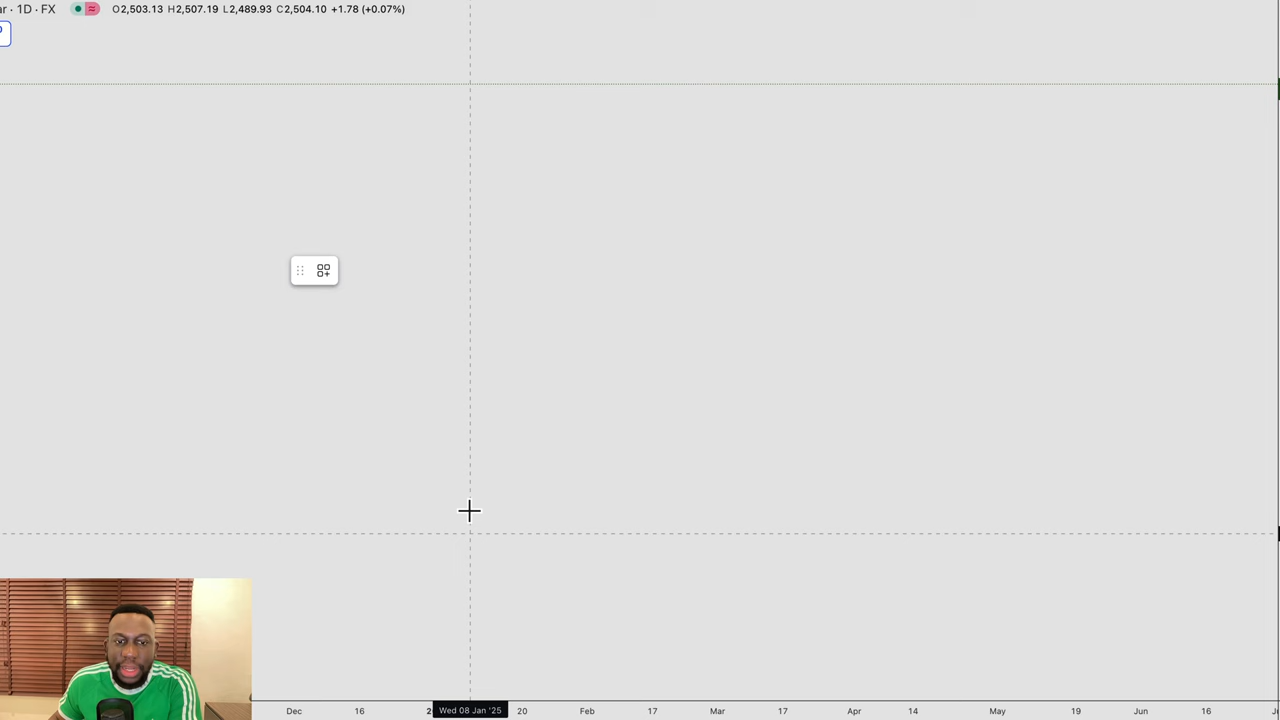 ar · 1D · FX O2,503.13 H2,507.19 L2,489.93 C2,504.10 +1.78 (+0.07%)
Dec 16 2 Wed 08 Jan '25 20 Feb 17 Mar 17 Apr 14 May 19 Jun 16